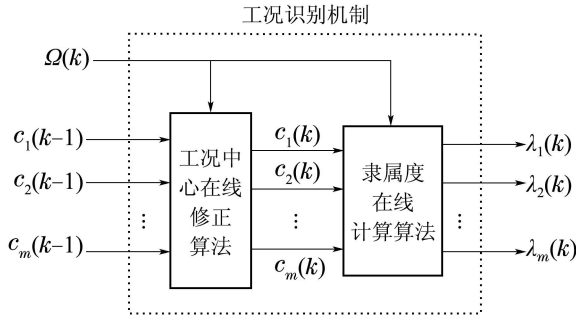 工况识别机制
Ω(k)
c₁(k−1)
c₂(k−1)
⋮
cₘ(k−1)
工况中
心在线
修正
算法
c₁(k)
c₂(k)
⋮
cₘ(k)
隶属度
在线
计算算法
λ₁(k)
λ₂(k)
⋮
λₘ(k)